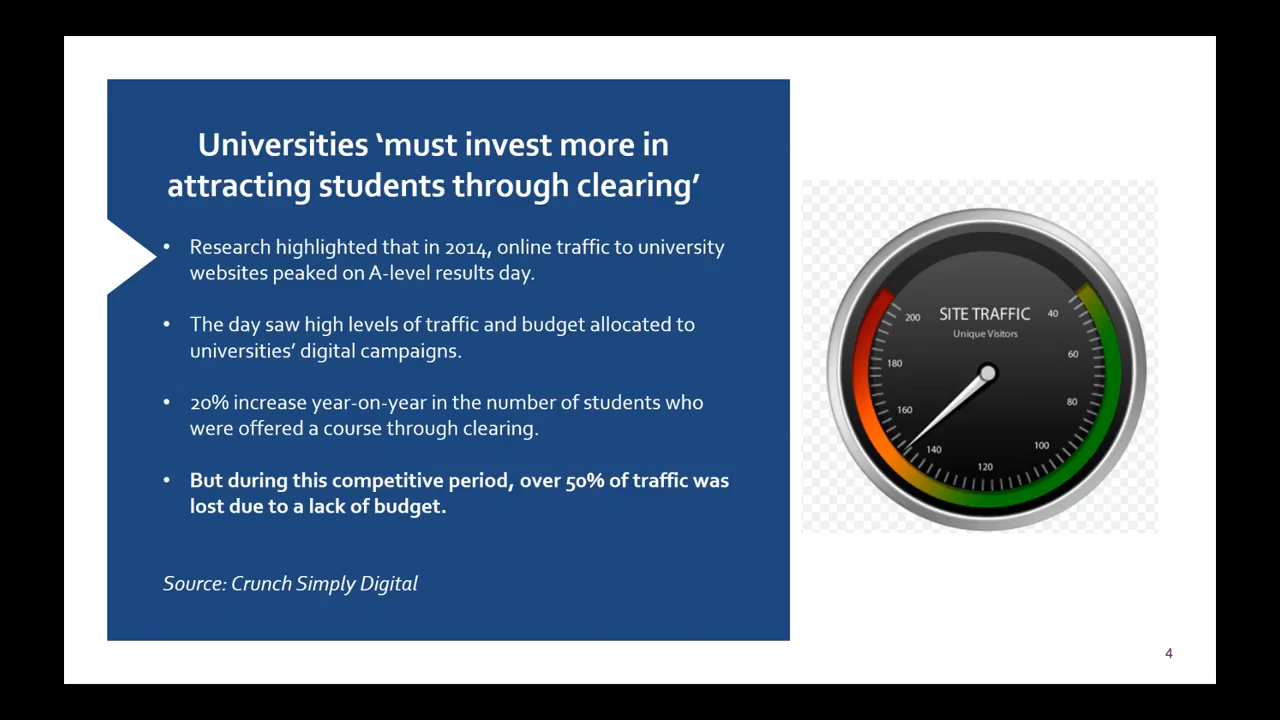 Universities ‘must invest more in
attracting students through clearing’
• Research highlighted that in 2014, online traffic to university
websites peaked on A-level results day.
• The day saw high levels of traffic and budget allocated to
universities’ digital campaigns.
• 20% increase year-on-year in the number of students who
were offered a course through clearing.
• But during this competitive period, over 50% of traffic was
lost due to a lack of budget.
Source: Crunch Simply Digital
SITE TRAFFIC
Unique Visitors
40
60
80
100
120
140
160
180
200
4